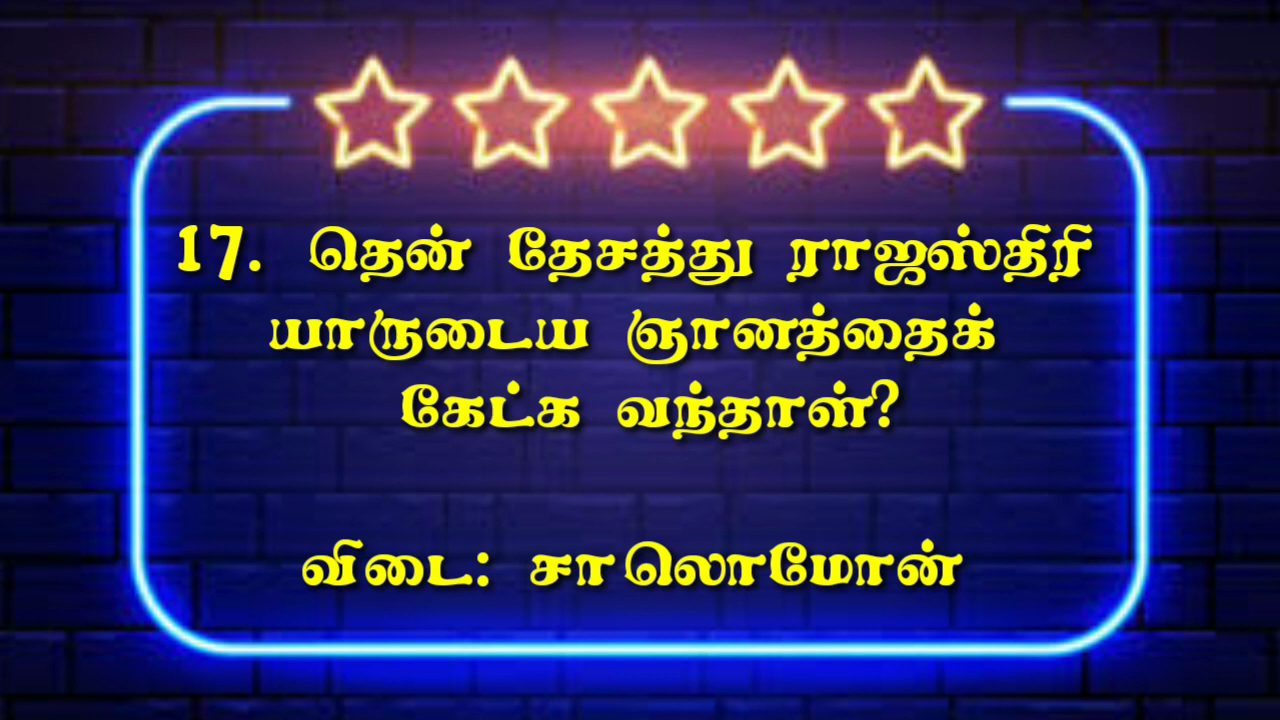 17. தென் தேசத்து ராஜஸ்திரி
யாருடைய ஞானத்தைக்
கேட்க வந்தாள்?
விடை: சாலொமோன்